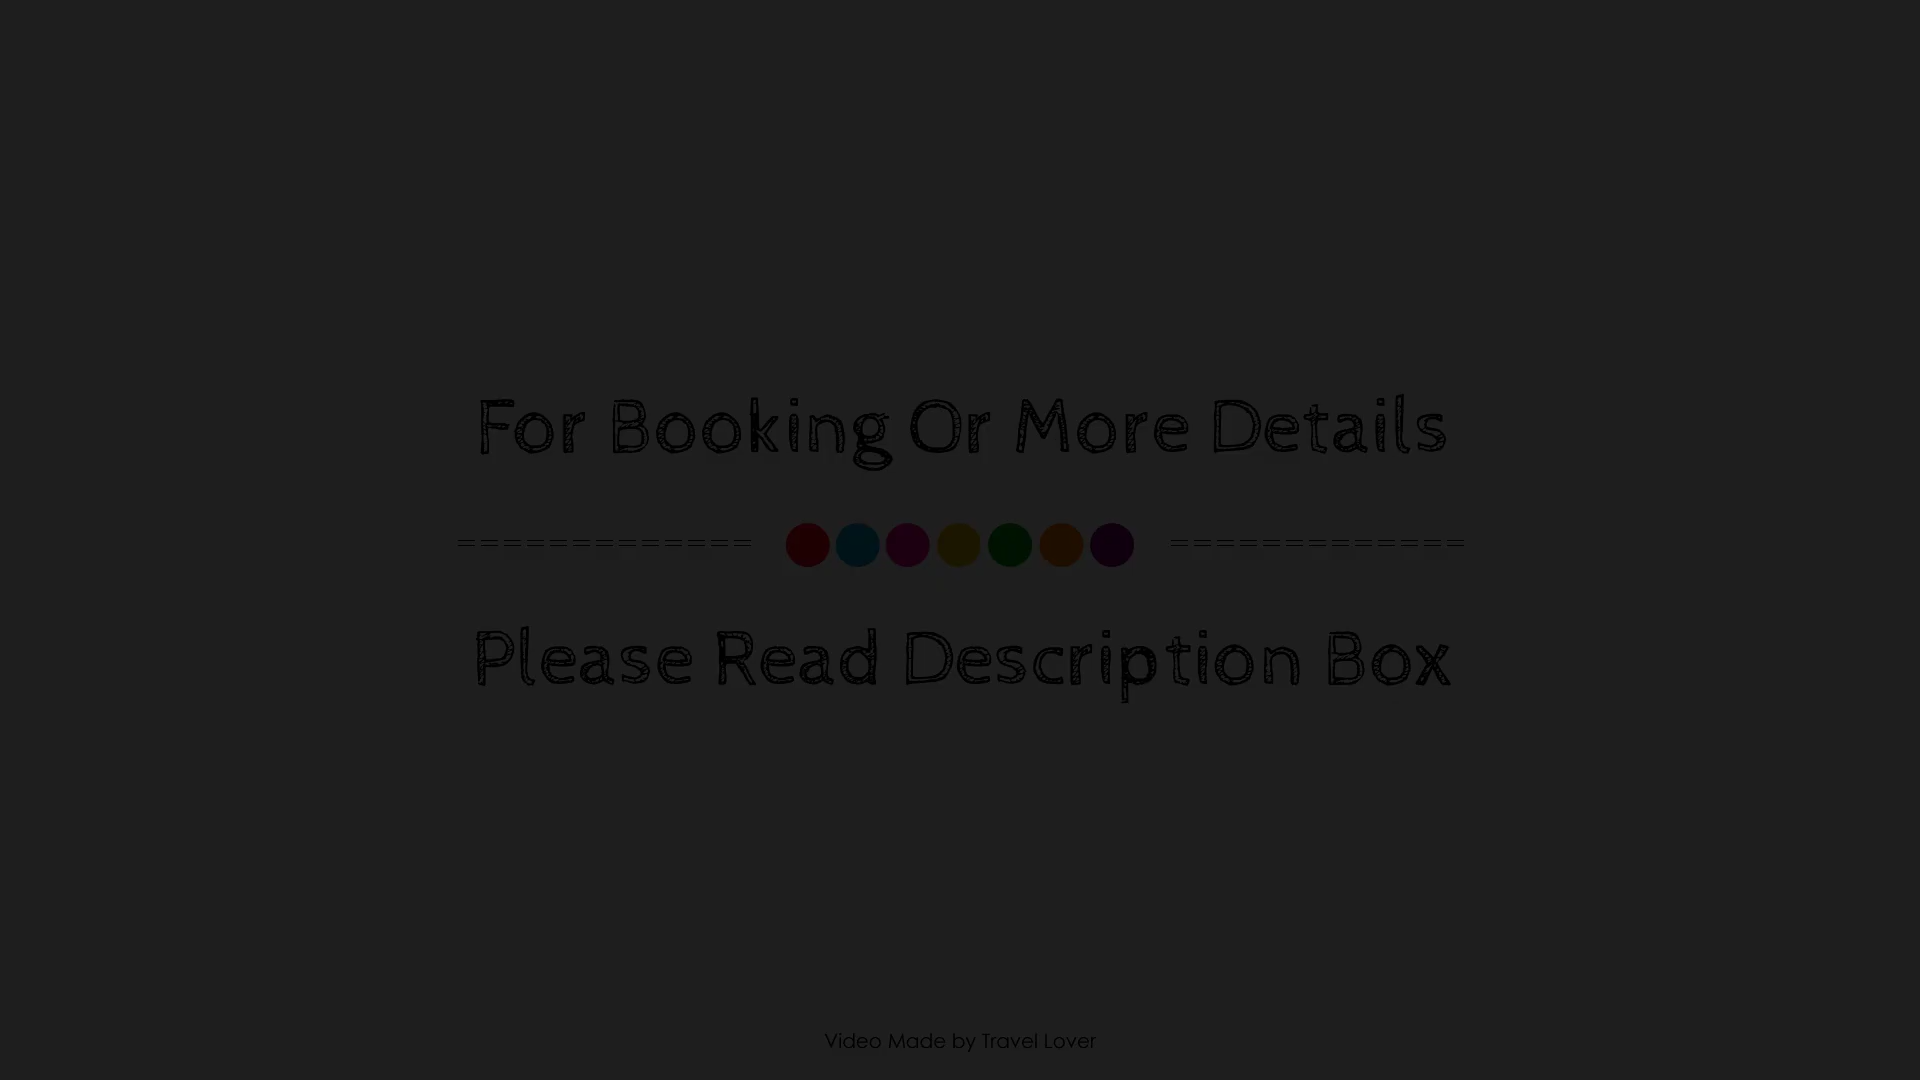 For Booking Or More Details
============= =============
Please Read Description Box
Video Made by Travel Lover